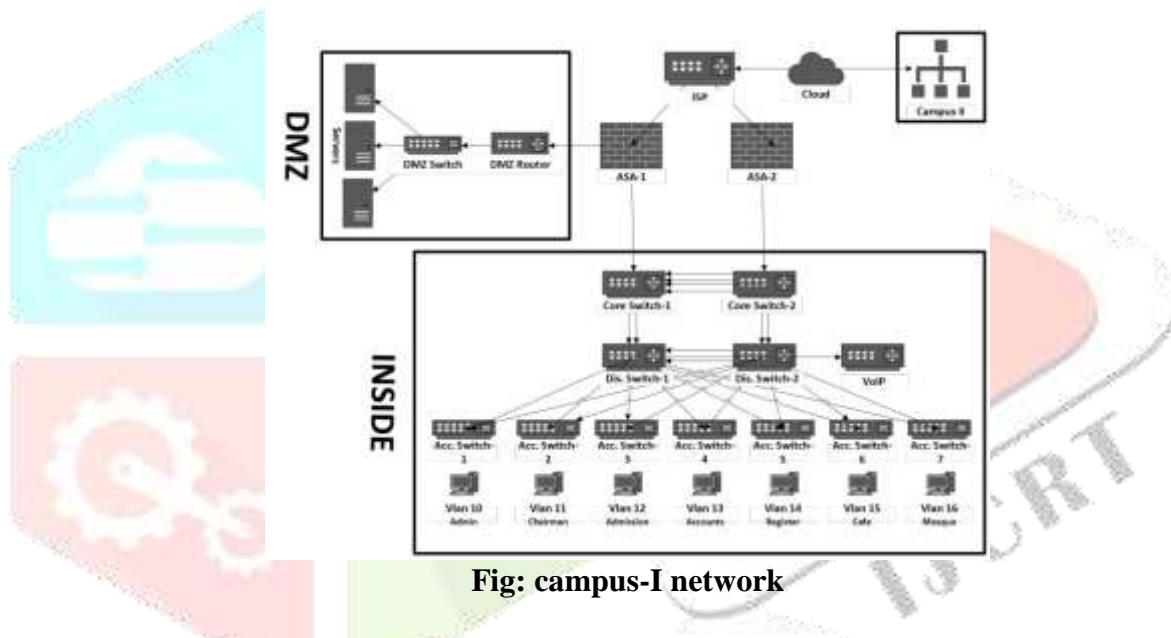 ISP
Cloud
Campus II
DMZ
Servers
DMZ Switch
DMZ Router
ASA-1
ASA-2
INSIDE
Core Switch-1
Core Switch-2
Dis. Switch-1
Dis. Switch-2
VoIP
Acc. Switch-
1
Acc. Switch-
2
Acc. Switch-
3
Acc. Switch-
4
Acc. Switch-
5
Acc. Switch-
6
Acc. Switch-
7
Vlan 10
Admin
Vlan 11
Chairman
Vlan 12
Admission
Vlan 13
Accounts
Vlan 14
Register
Vlan 15
Cafe
Vlan 16
Mosque
IJCRT
Fig: campus-I network